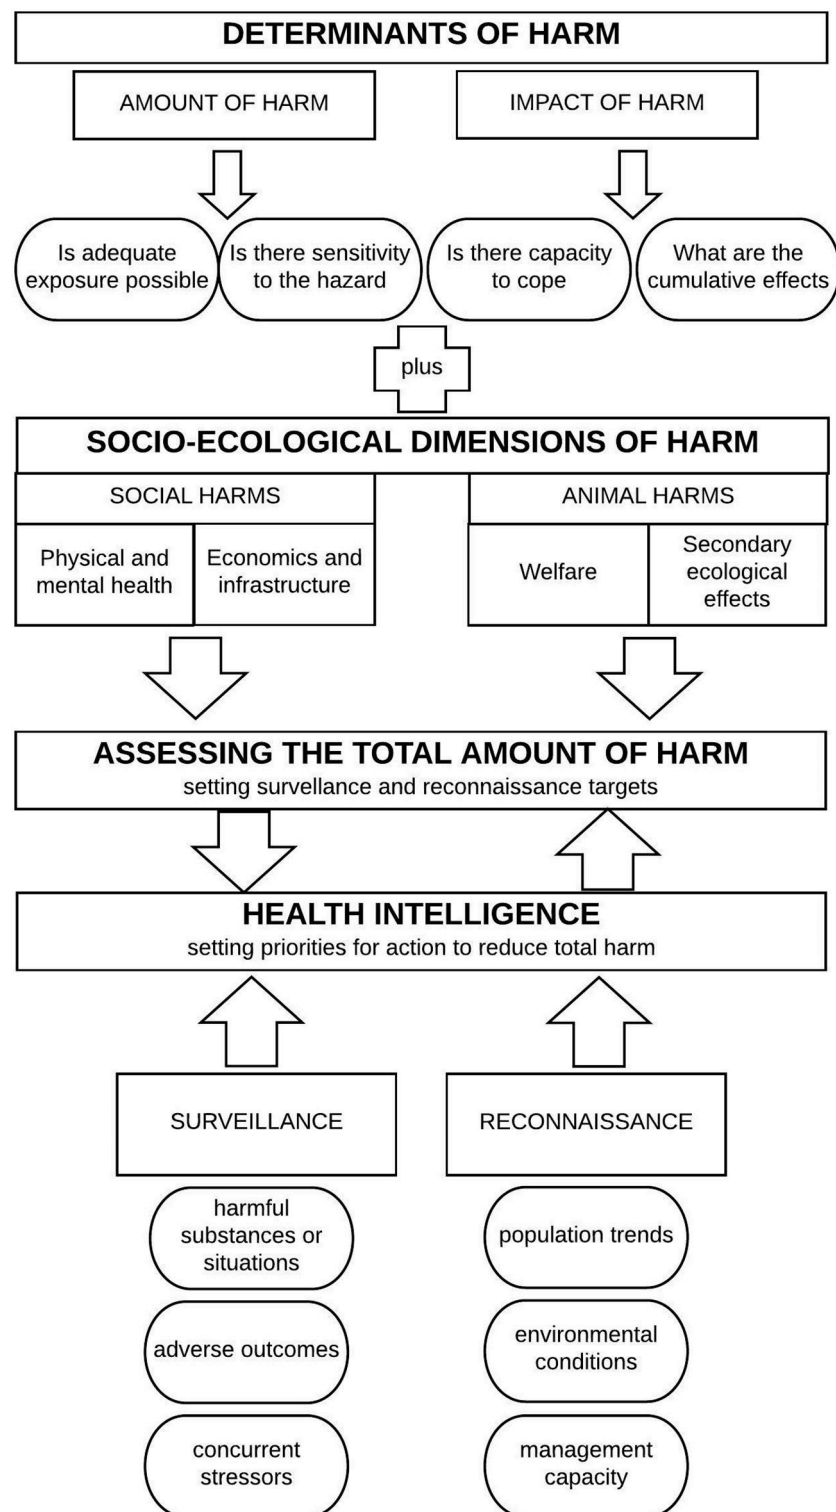 DETERMINANTS OF HARM
AMOUNT OF HARM
IMPACT OF HARM
Is adequate
exposure possible
Is there sensitivity
to the hazard
Is there capacity
to cope
What are the
cumulative effects
plus
SOCIO-ECOLOGICAL DIMENSIONS OF HARM
SOCIAL HARMS
ANIMAL HARMS
Physical and
mental health
Economics and
infrastructure
Welfare
Secondary
ecological
effects
ASSESSING THE TOTAL AMOUNT OF HARM
setting survellance and reconnaissance targets
HEALTH INTELLIGENCE
setting priorities for action to reduce total harm
SURVEILLANCE
RECONNAISSANCE
harmful
substances or
situations
population trends
adverse outcomes
environmental
conditions
concurrent
stressors
management
capacity